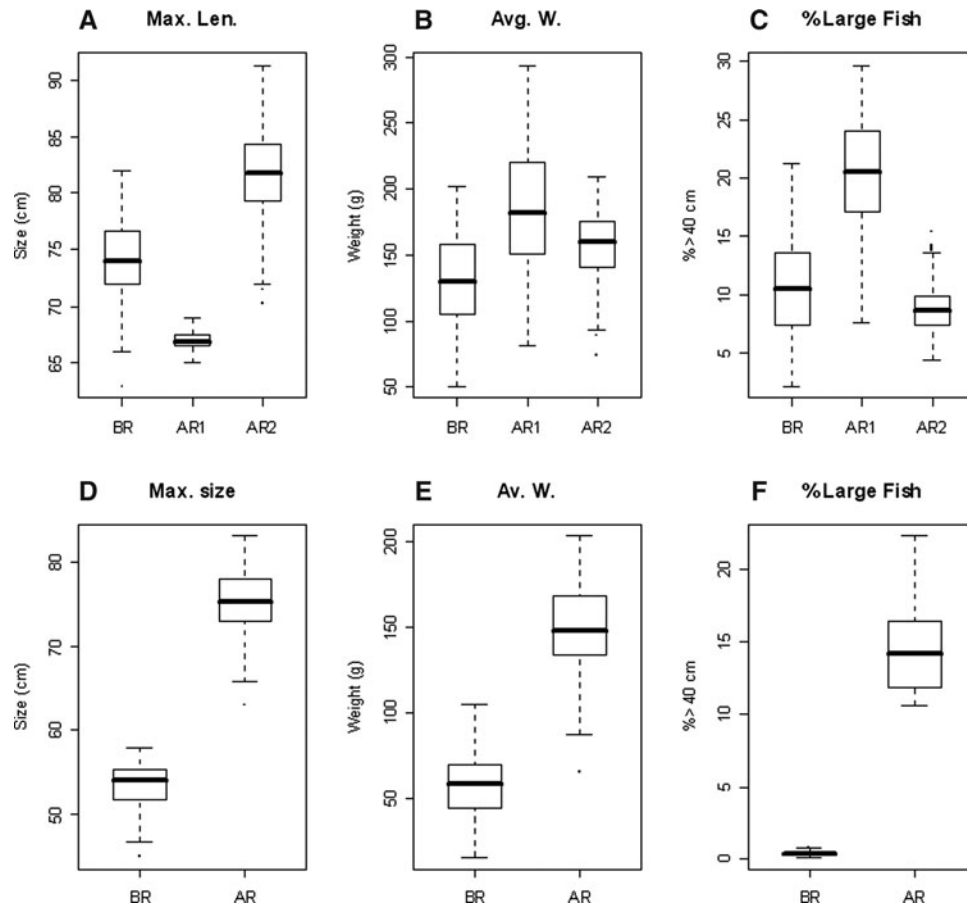 A Max. Len.
Size (cm)
90
85
80
75
70
65
BR AR1 AR2
B Avg. W.
Weight (g)
300
250
200
150
100
50
BR AR1 AR2
C %Large Fish
%>40 cm
30
25
20
15
10
5
BR AR1 AR2
D Max. size
Size (cm)
80
70
60
50
BR AR
E Av. W.
Weight (g)
200
150
100
50
BR AR
F %Large Fish
%> 40 cm
20
15
10
5
0
BR AR